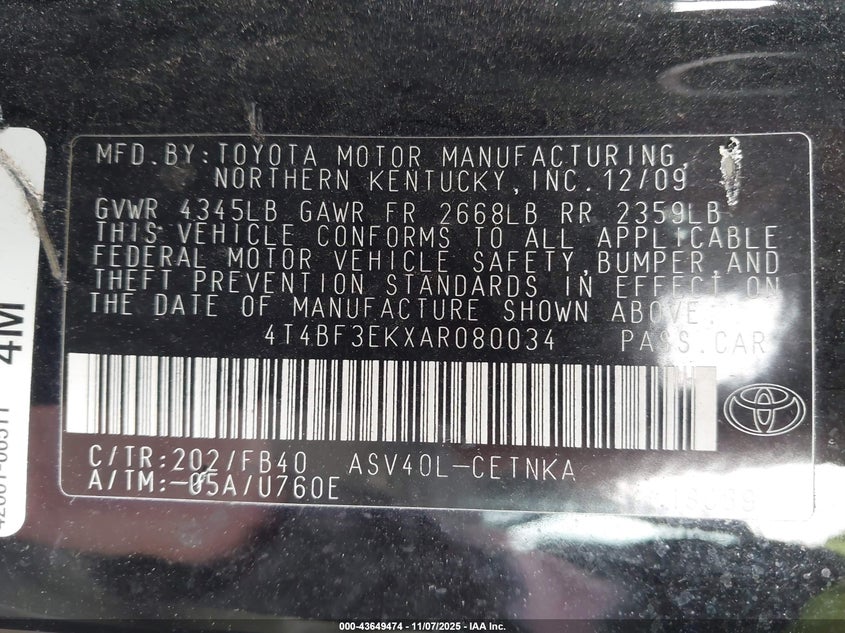 MFD.BY:TOYOTA MOTOR MANUFACTURING,
NORTHERN KENTUCKY,INC.12/09
GVWR 4345LB GAWR FR 2668LB RR 2359LB
THIS VEHICLE CONFORMS TO ALL APPLICABLE
FEDERAL MOTOR VEHICLE SAFETY,BUMPER,AND
THEFT PREVENTION STANDARDS IN EFFECT ON
THE DATE OF MANUFACTURE SHOWN ABOVE.
4T4BF3EKXAR080034 PASS.CAR
C/TR:202/FB40 ASV40L-CETNKA
A/TM:-05A/U760E
4M
000-43649474 - 11/07/2025 - IAA Inc.